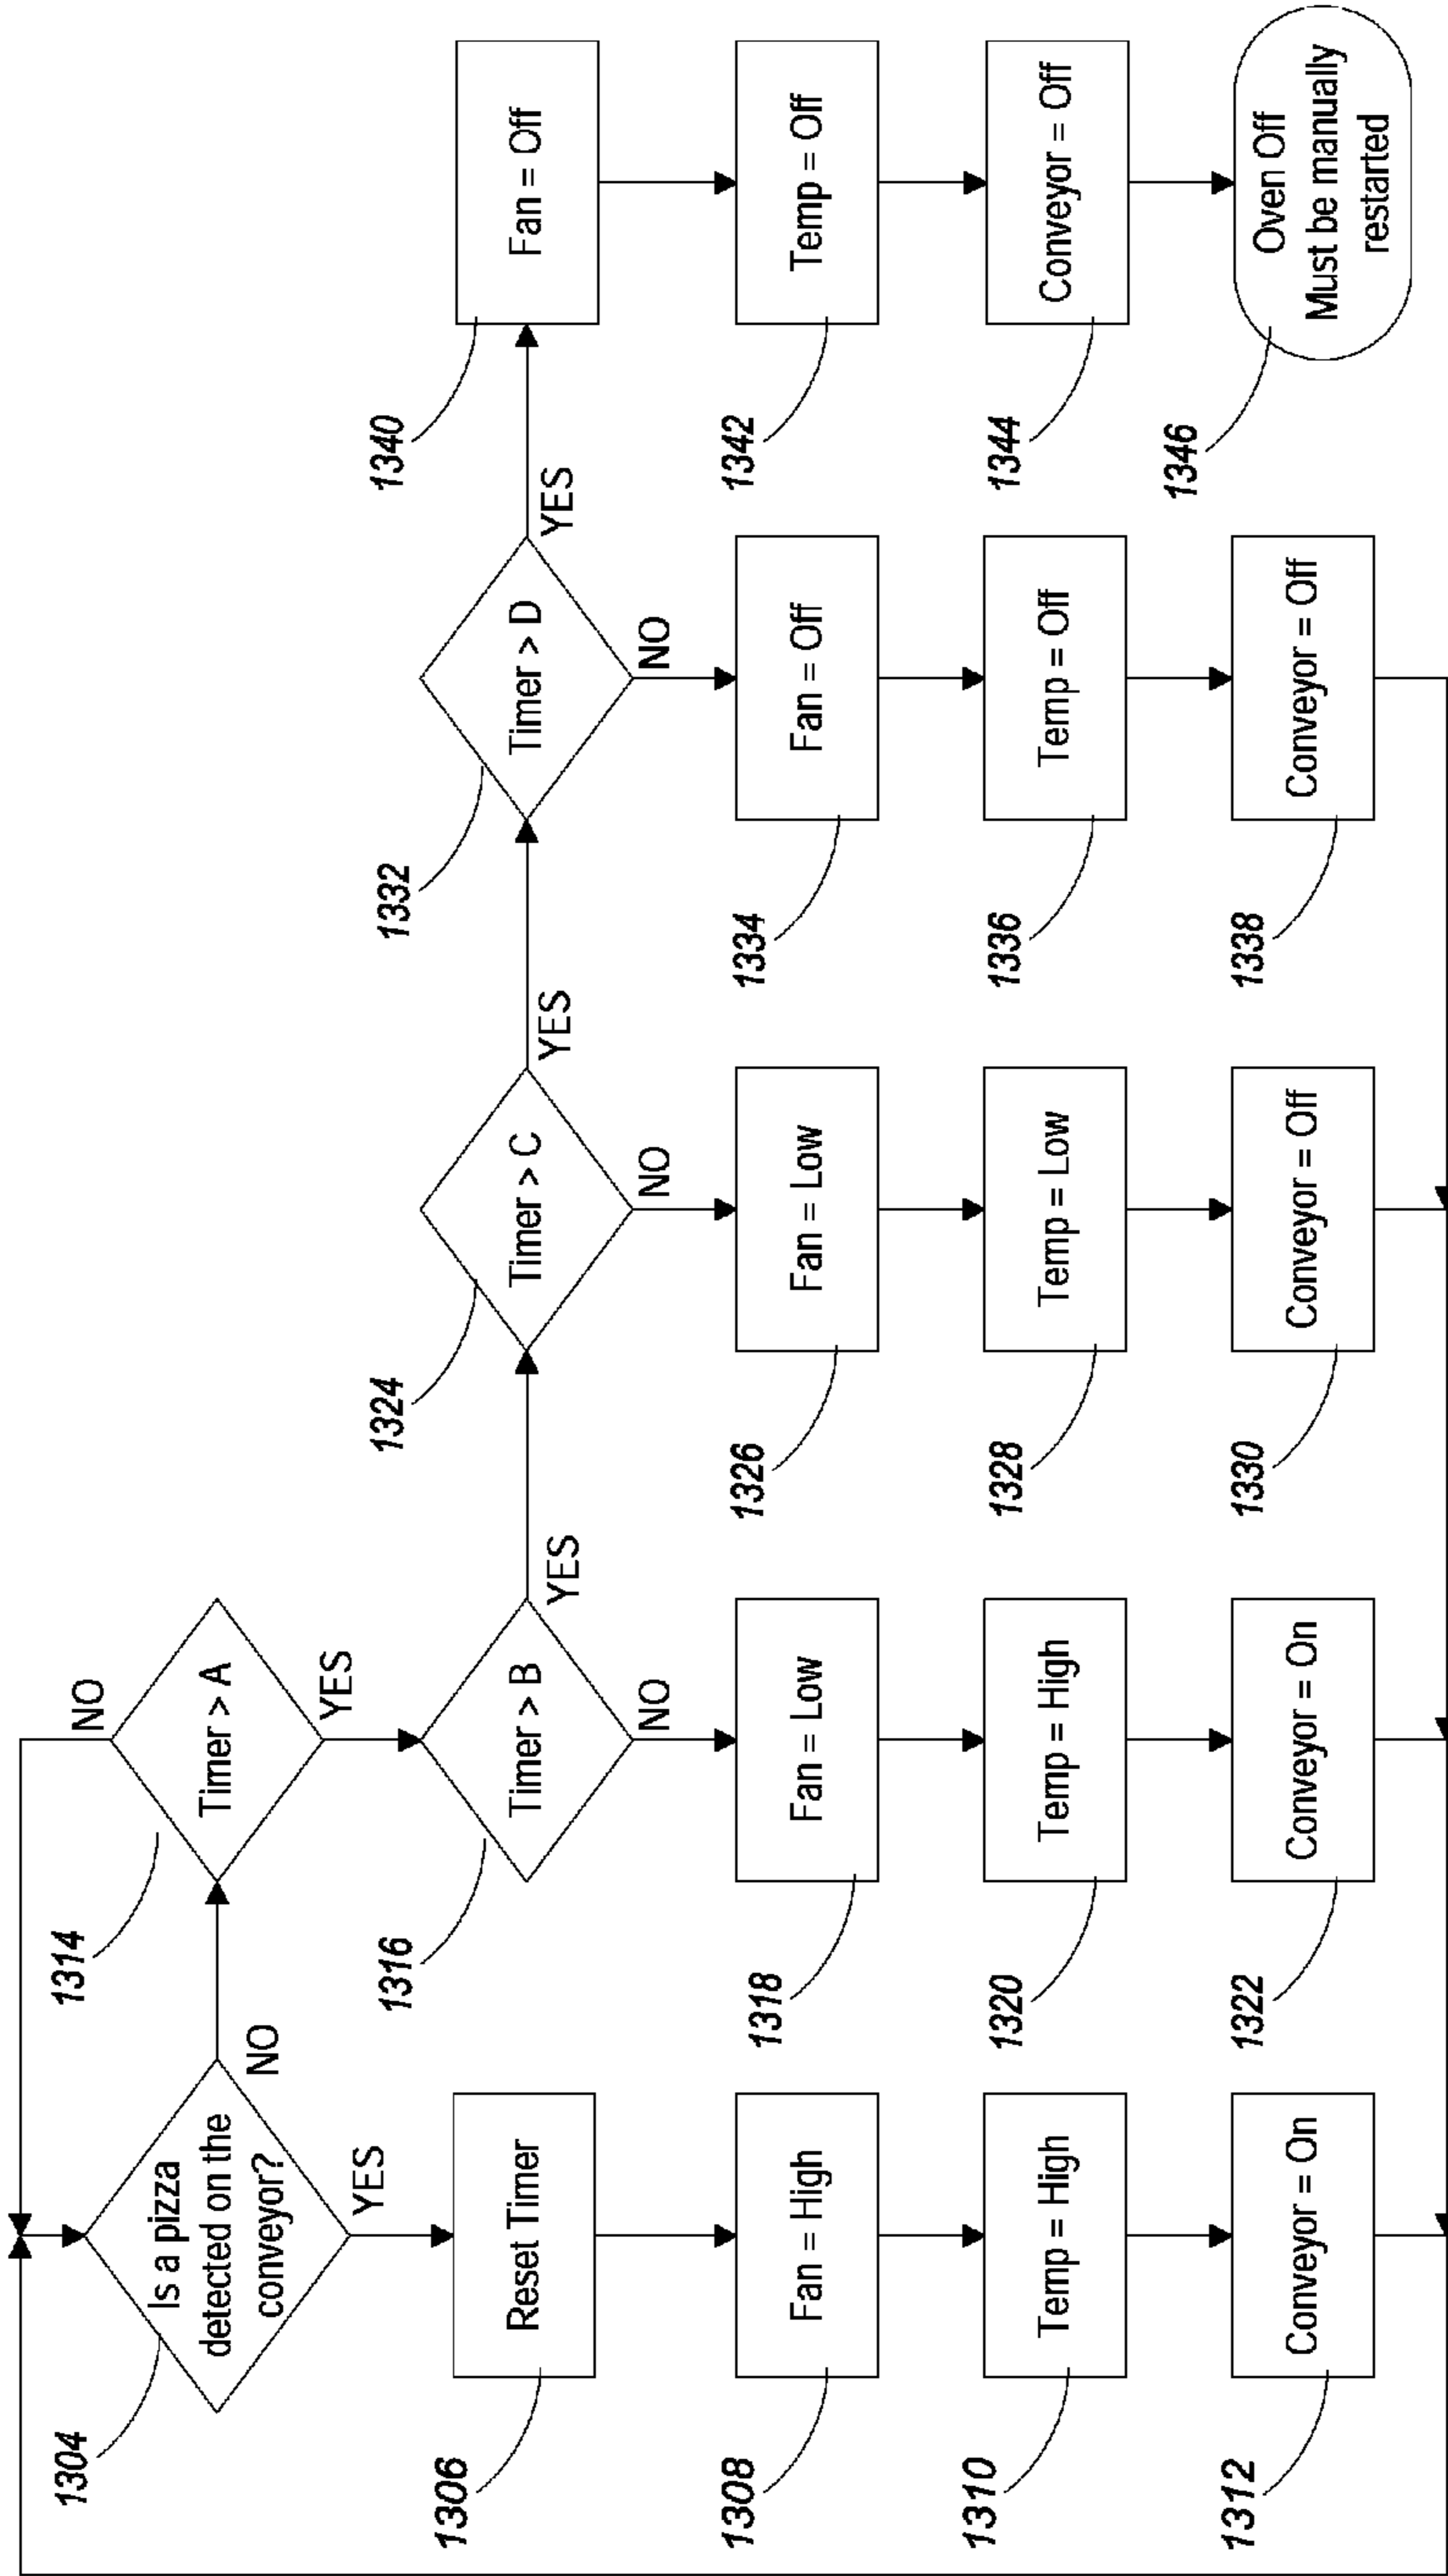 1304
Is a pizza
detected on the
conveyor?
NO
YES
1314
Timer > A
NO
YES
1306
Reset Timer
1316
Timer > B
YES
NO
1324
Timer > C
YES
NO
1332
Timer > D
YES
NO
1340
Fan = Off
1308
Fan = High
1318
Fan = Low
1326
Fan = Low
1334
Fan = Off
1342
Temp = Off
1310
Temp = High
1320
Temp = High
1328
Temp = Low
1336
Temp = Off
1344
Conveyor = Off
1312
Conveyor = On
1322
Conveyor = On
1330
Conveyor = Off
1338
Conveyor = Off
1346
Oven Off
Must be manually
restarted